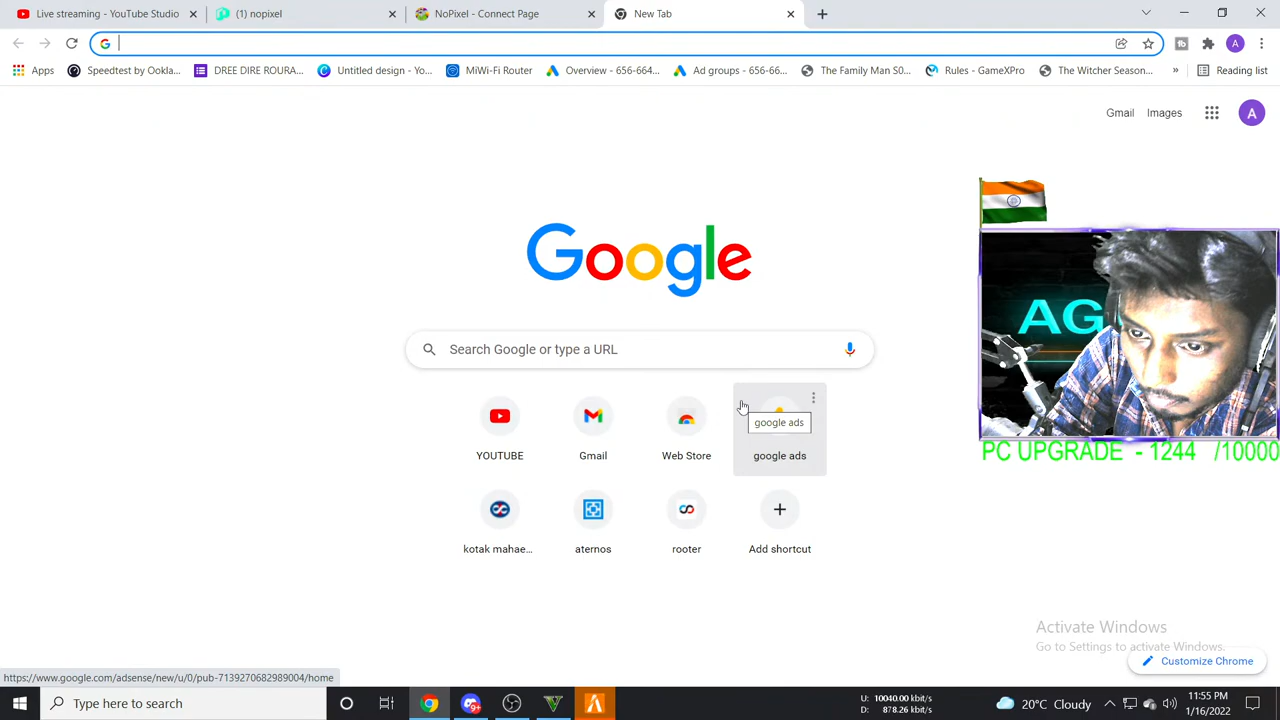 Live streaming - YouTube Studio
(1) nopixel
NoPixel - Connect Page
New Tab
Apps
Speedtest by Ookla...
DREE DIRE ROURA...
Untitled design - Yo...
MiWi-Fi Router
Overview - 656-664...
Ad groups - 656-66...
The Family Man S0...
Rules - GameXPro
The Witcher Season...
»
Reading list
Gmail
Images
A
A
Google
Search Google or type a URL
google ads
YOUTUBE
Gmail
Web Store
google ads
kotak mahae...
aternos
rooter
Add shortcut
AG
PC UPGRADE - 1244 /10000
Activate Windows
Go to Settings to activate Windows.
Customize Chrome
https://www.google.com/adsense/new/u/0/pub-7139270682989004/home
Type here to search
U: 10040.00 kbit/s
D: 878.26 kbit/s
20°C Cloudy
11:55 PM
1/16/2022